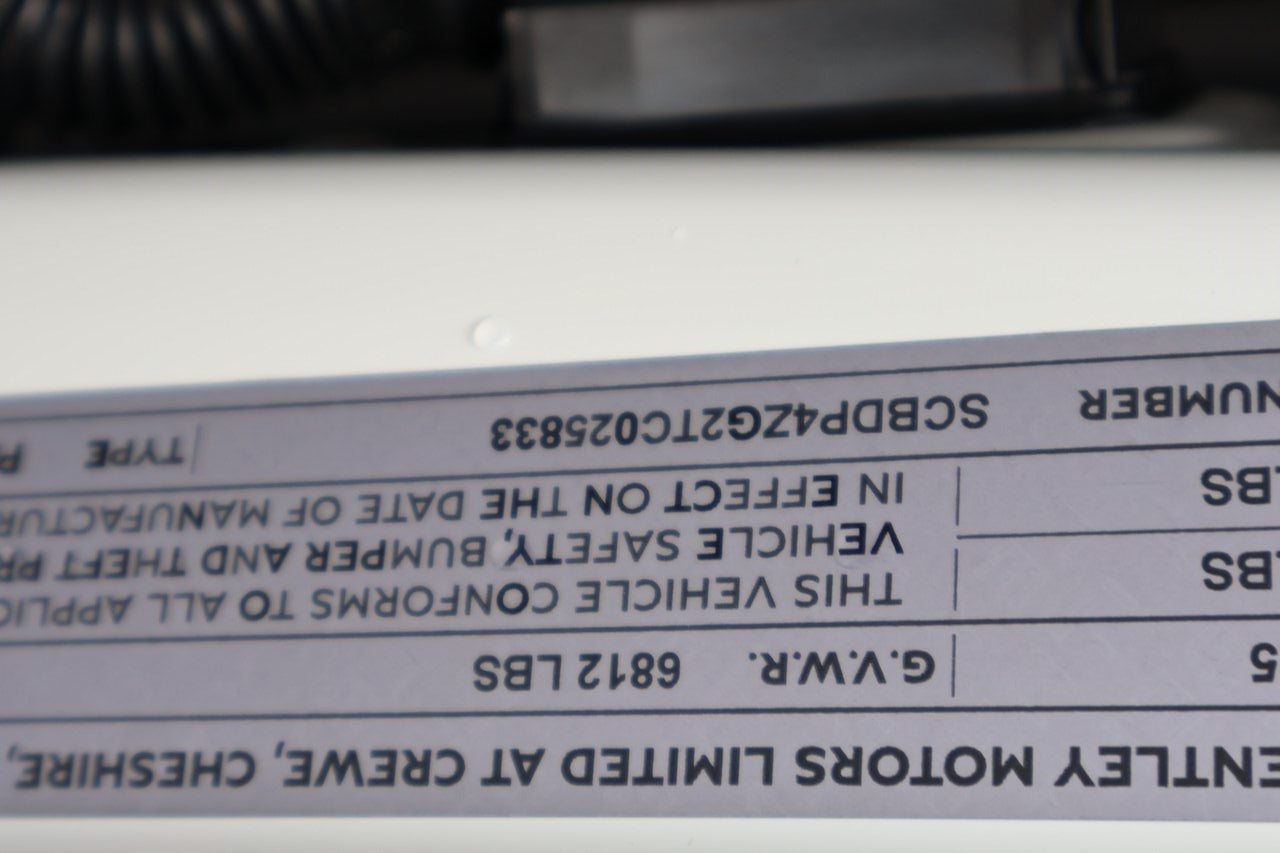 ENTLEY MOTORS LIMITED AT CREWE, CHESHIRE,
5 G.V.W.R. 6812 LBS
LBS THIS VEHICLE CONFORMS TO ALL APPLIC
VEHICLE SAFETY, BUMPER AND THEFT PR
LBS IN EFFECT ON THE DATE OF MANUFACTUR
NUMBER SCBDP4ZG2TC025833 TYPE